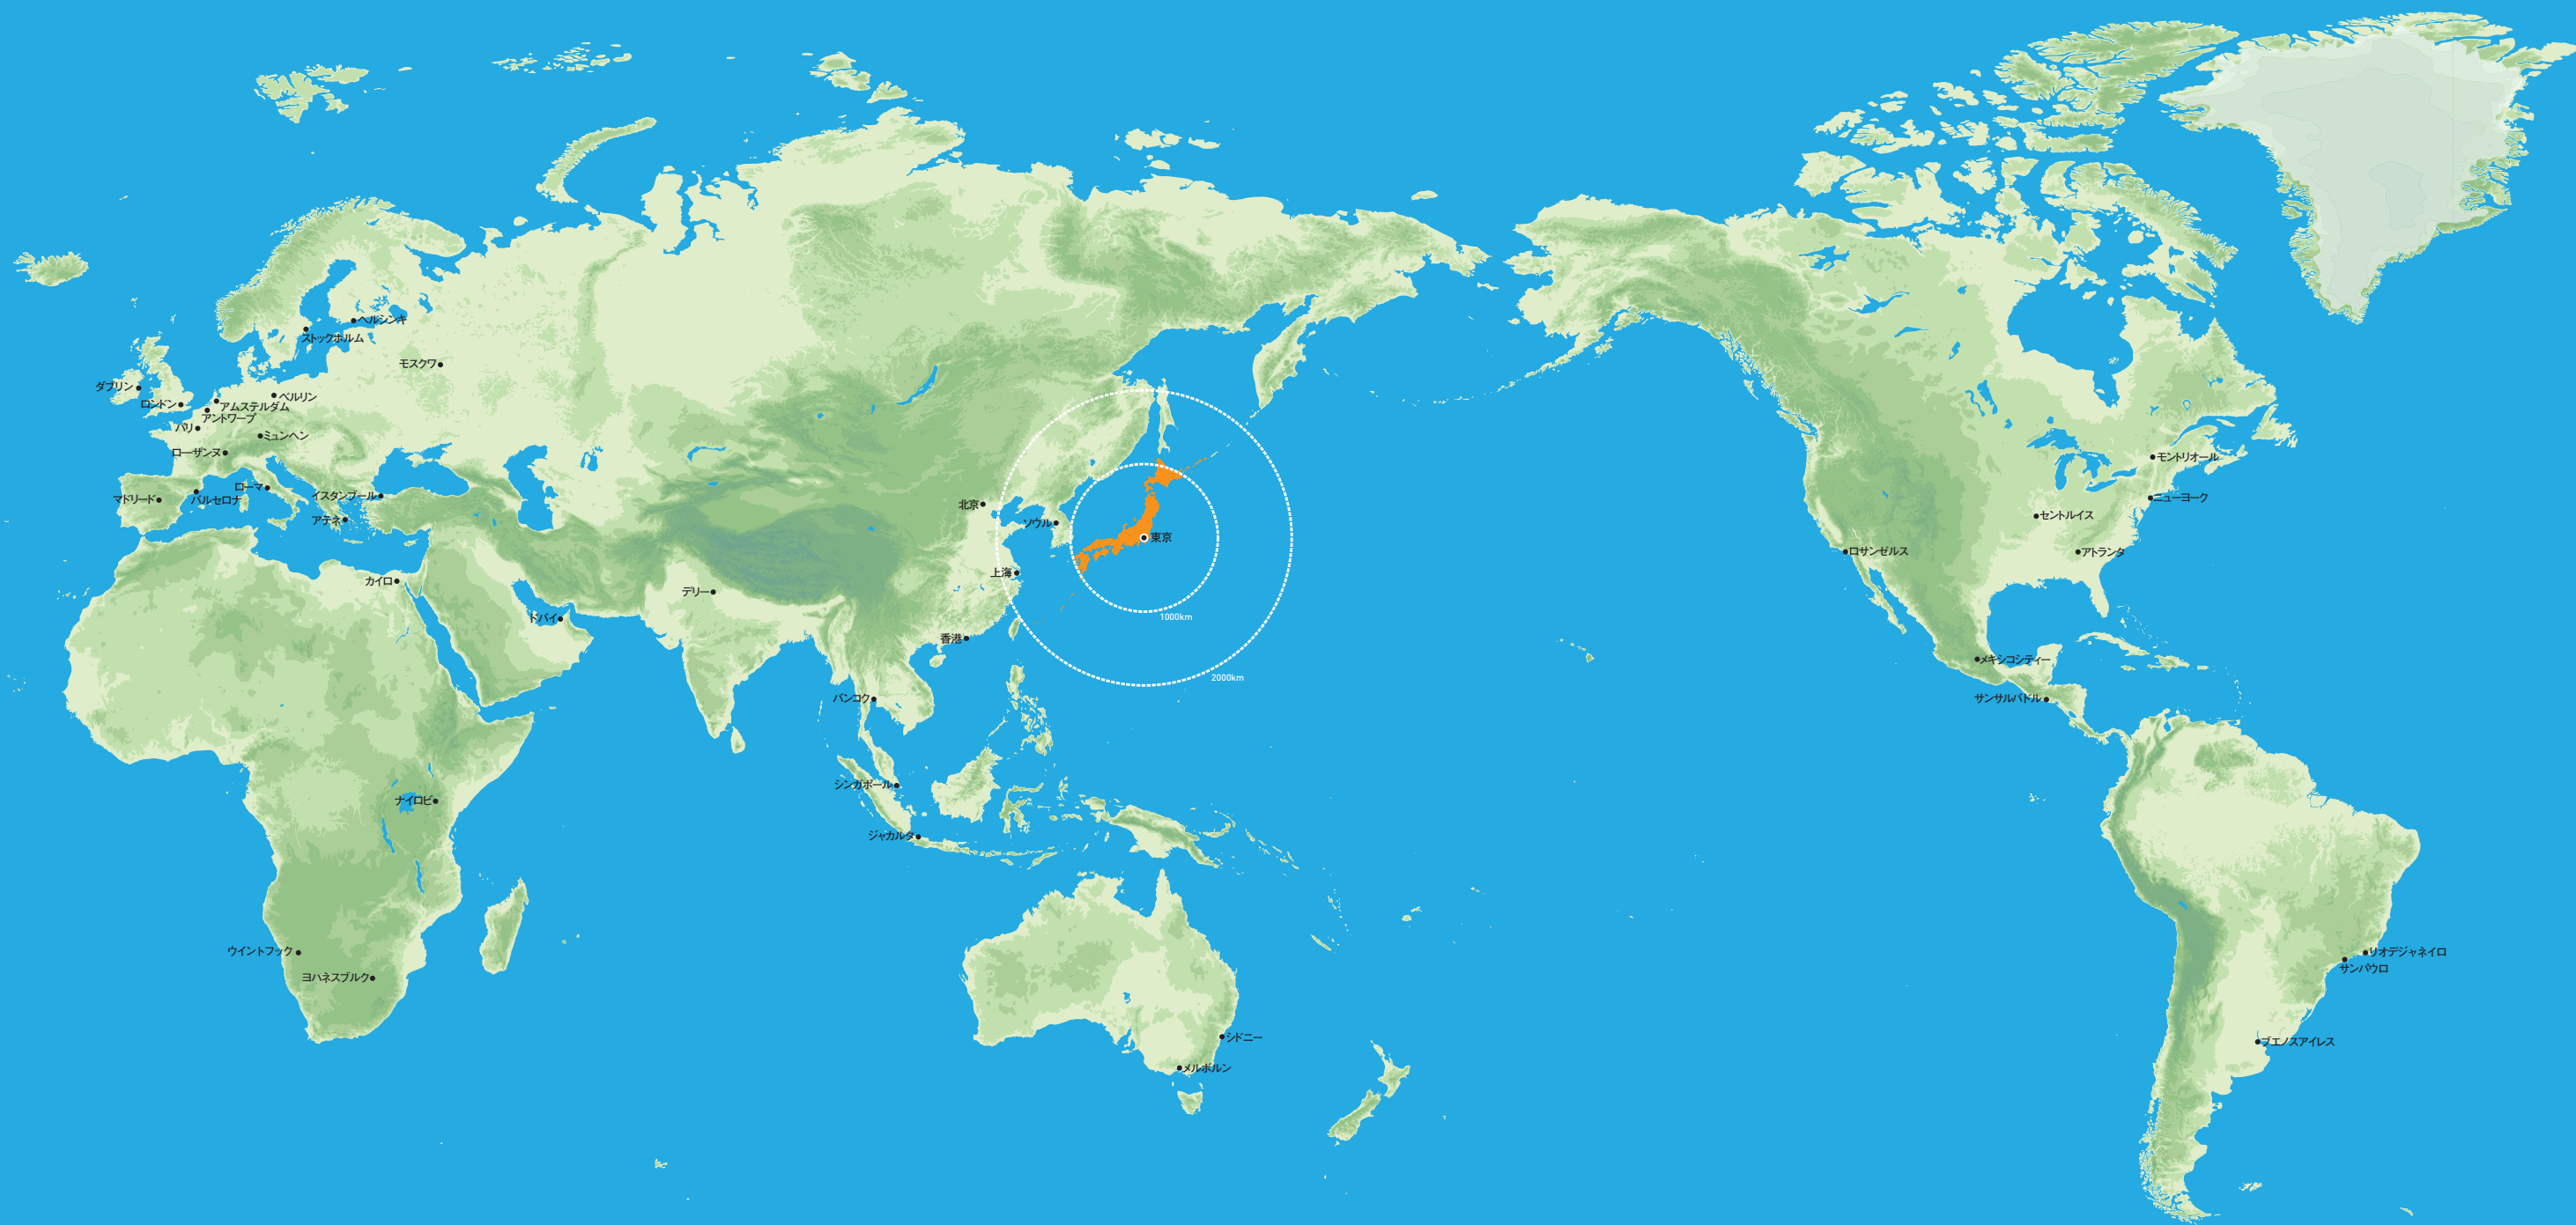 ヘルシンキ
ストックホルム
モスクワ
ダブリン
ロンドン
アムステルダム
ベルリン
アントワープ
パリ
ミュンヘン
ローザンヌ
マドリード
バルセロナ
ローマ
イスタンブール
アテネ
カイロ
ドバイ
デリー
北京
ソウル
東京
上海
香港
1000km
2000km
バンコク
シンガポール
ジャカルタ
ナイロビ
ウイントフック
ヨハネスブルク
シドニー
メルボルン
モントリオール
ニューヨーク
セントルイス
アトランタ
ロサンゼルス
メキシコシティー
サンサルバドル
リオデジャネイロ
サンパウロ
ブエノスアイレス